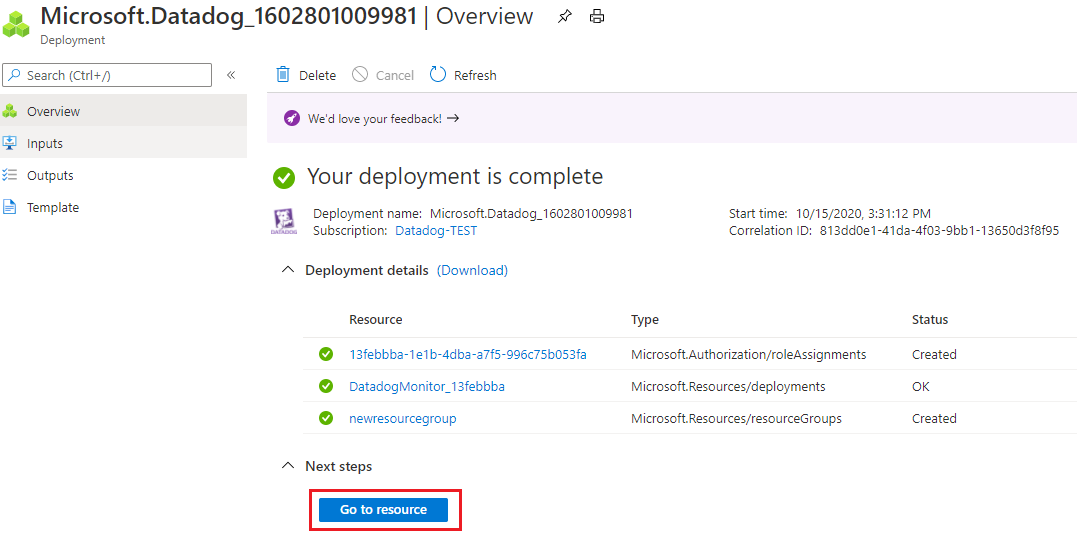 Microsoft.Datadog_1602801009981 | Overview
Deployment
Search (Ctrl+/)
«
Overview
Inputs
Outputs
Template
Delete
Cancel
Refresh
We'd love your feedback! →
Your deployment is complete
DATADOG
Deployment name: Microsoft.Datadog_1602801009981
Subscription: Datadog-TEST
Start time: 10/15/2020, 3:31:12 PM
Correlation ID: 813dd0e1-41da-4f03-9bb1-13650d3f8f95
Deployment details (Download)
Resource Type Status
13febbba-1e1b-4dba-a7f5-996c75b053fa Microsoft.Authorization/roleAssignments Created
DatadogMonitor_13febbba Microsoft.Resources/deployments OK
newresourcegroup Microsoft.Resources/resourceGroups Created
Next steps
Go to resource